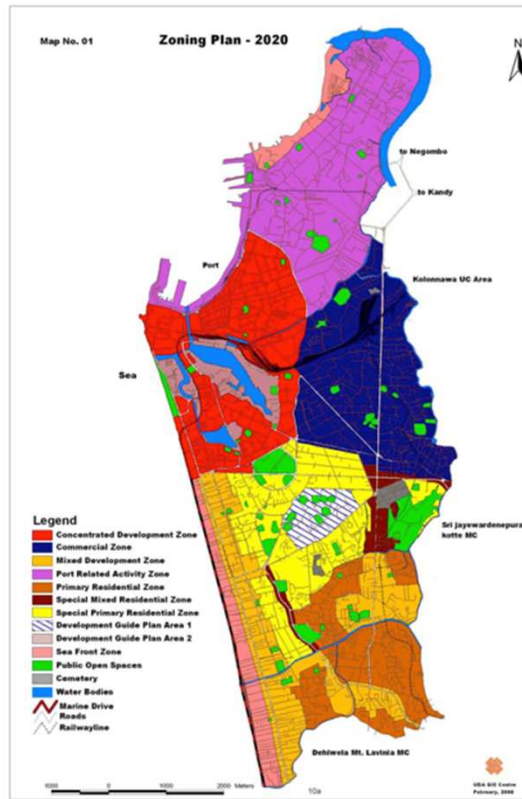 Map No. 01
Zoning Plan - 2020
N
to Negombo
to Kandy
Port
Kolonnawa UC Area
Sea
Sri jayewardenepura
kotte MC
Legend
Concentrated Development Zone
Commercial Zone
Mixed Development Zone
Port Related Activity Zone
Primary Residential Zone
Special Mixed Residential Zone
Special Primary Residential Zone
Development Guide Plan Area 1
Development Guide Plan Area 2
Sea Front Zone
Public Open Spaces
Cemetery
Water Bodies
Marine Drive
Roads
Railwayline
Dehiwela Mt. Lavinia MC
1000 0 1000 2000 Meters
10a
UDA GIS Centre
February, 2008